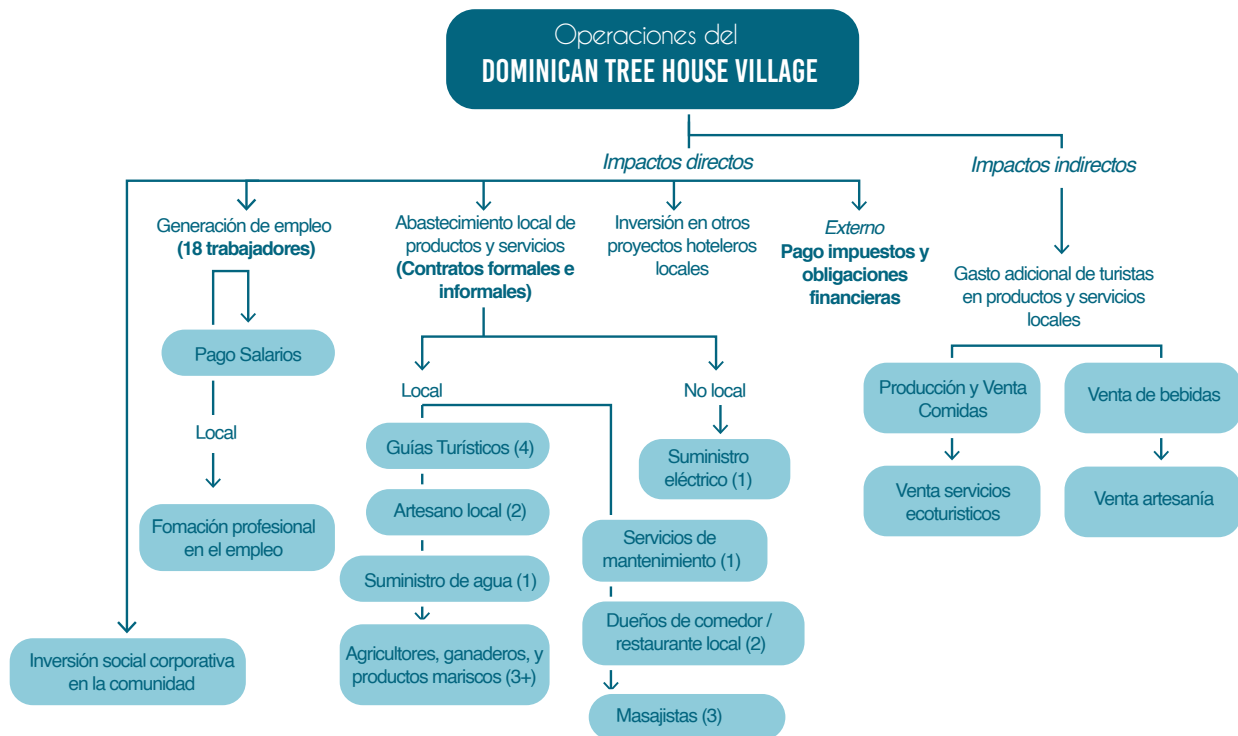 Operaciones del
DOMINICAN TREE HOUSE VILLAGE
Impactos directos
Impactos indirectos
Generación de empleo
(18 trabajadores)
Pago Salarios
Local
Fomación profesional
en el empleo
Inversión social corporativa
en la comunidad
Abastecimiento local de
productos y servicios
(Contratos formales e
informales)
Local
Guías Turísticos (4)
Artesano local (2)
Suministro de agua (1)
Agricultores, ganaderos, y
productos mariscos (3+)
Servicios de
mantenimiento (1)
Dueños de comedor /
restaurante local (2)
Masajistas (3)
No local
Suministro
eléctrico (1)
Inversión en otros
proyectos hoteleros
locales
Externo
Pago impuestos y
obligaciones
financieras
Gasto adicional de turistas
en productos y servicios
locales
Producción y Venta
Comidas
Venta servicios
ecoturisticos
Venta de bebidas
Venta artesanía